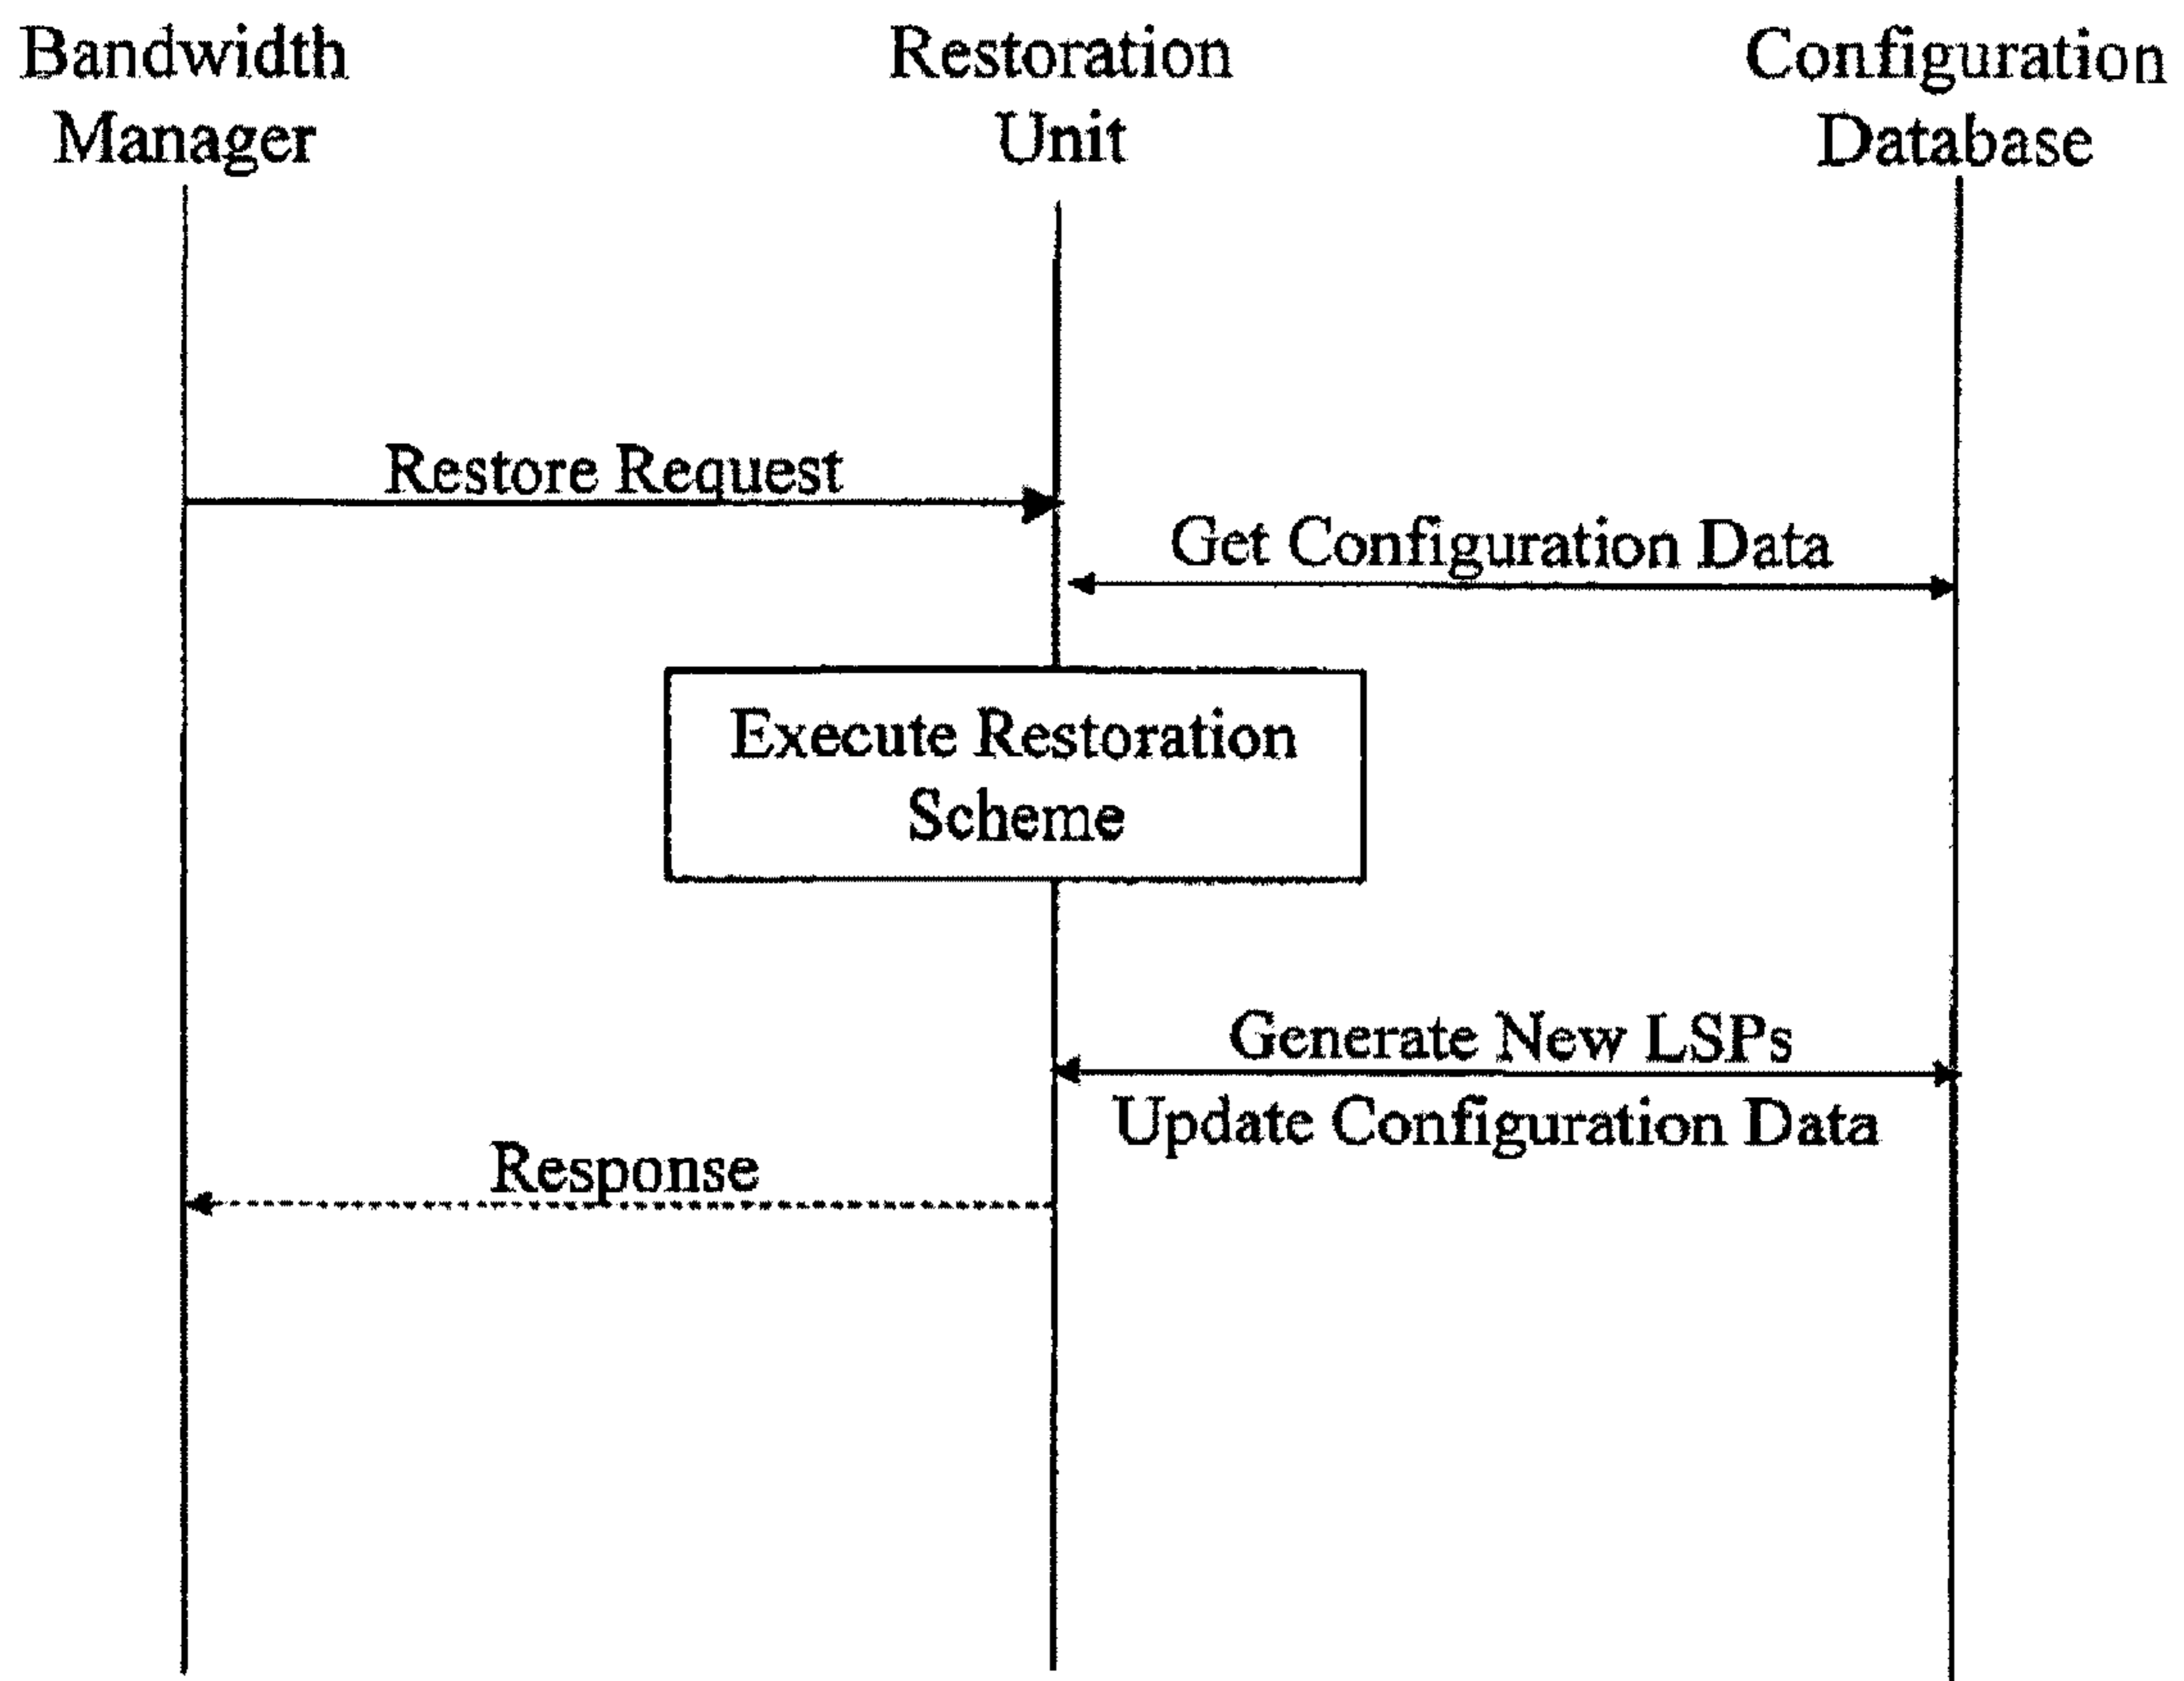 Bandwidth
Manager
Restoration
Unit
Configuration
Database
Restore Request
Get Configuration Data
Execute Restoration
Scheme
Generate New LSPs
Update Configuration Data
Response